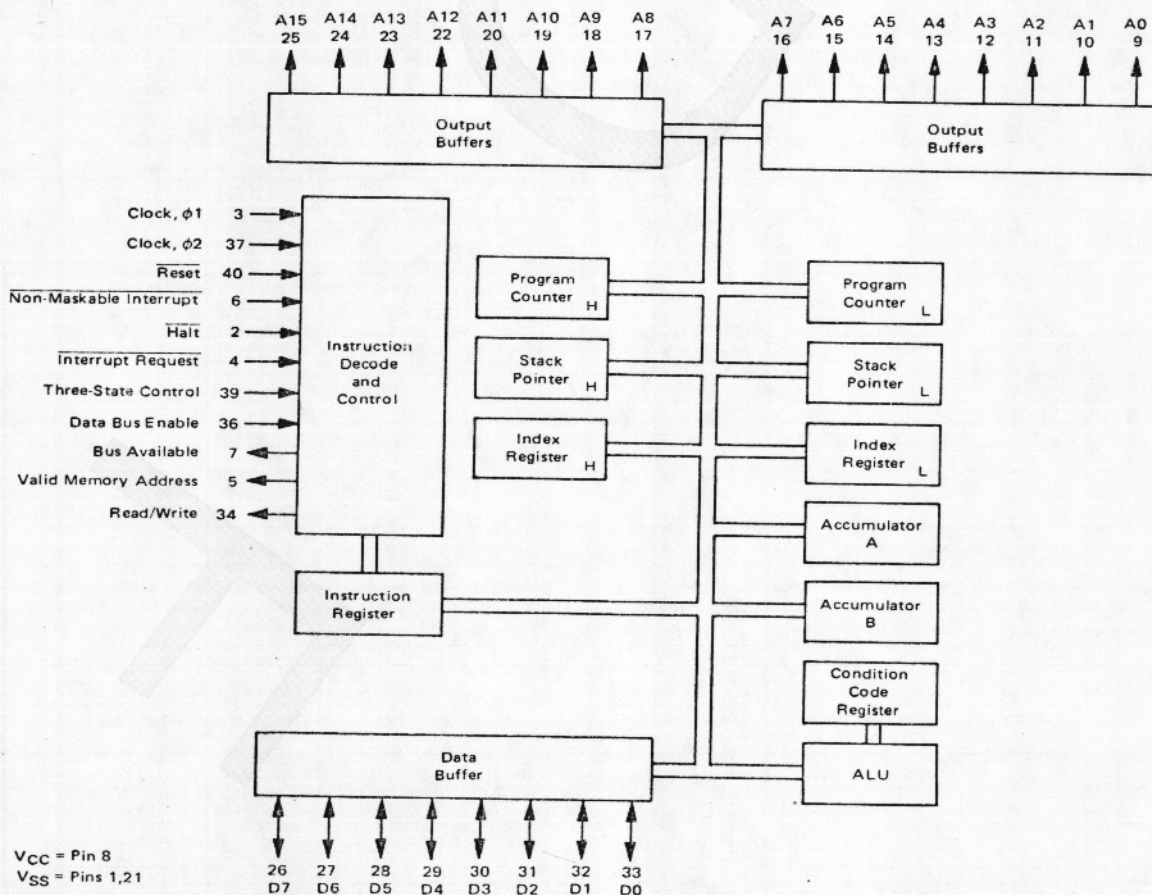 A15 A14 A13 A12 A11 A10 A9 A8 A7 A6 A5 A4 A3 A2 A1 A0
25 24 23 22 20 19 18 17 16 15 14 13 12 11 10 9
Output
Buffers
Output
Buffers
Clock, ϕ1 3
Clock, ϕ2 37
Reset 40
Non-Maskable Interrupt 6
Halt 2
Interrupt Request 4
Three-State Control 39
Data Bus Enable 36
Bus Available 7
Valid Memory Address 5
Read/Write 34
Instruction
Decode
and
Control
Program
Counter H
Program
Counter L
Stack
Pointer H
Stack
Pointer L
Index
Register H
Index
Register L
Accumulator
A
Instruction
Register
Accumulator
B
Condition
Code
Register
Data
Buffer
ALU
VCC = Pin 8
VSS = Pins 1,21
26 27 28 29 30 31 32 33
D7 D6 D5 D4 D3 D2 D1 D0